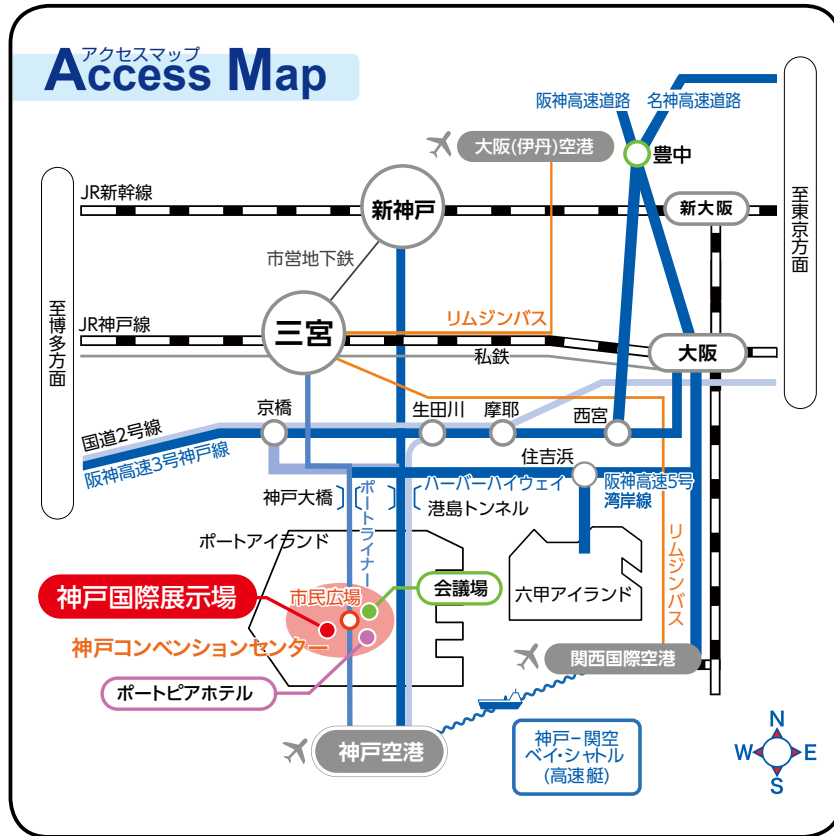 アクセスマップ
Access Map
阪神高速道路
名神高速道路
大阪(伊丹)空港
豊中
至東京方面
至博多方面
JR新幹線
新神戸
新大阪
市営地下鉄
JR神戸線
三宮
リムジンバス
私鉄
大阪
京橋
生田川
摩耶
西宮
国道2号線
阪神高速3号神戸線
住吉浜
神戸大橋
ポートライナー
ハーバーハイウェイ
港島トンネル
阪神高速5号
湾岸線
リムジンバス
ポートアイランド
六甲アイランド
神戸国際展示場
市民広場
会議場
神戸コンベンションセンター
ポートピアホテル
関西国際空港
神戸空港
神戸−関空
ベイ・シャトル
(高速艇)
N
W
E
S